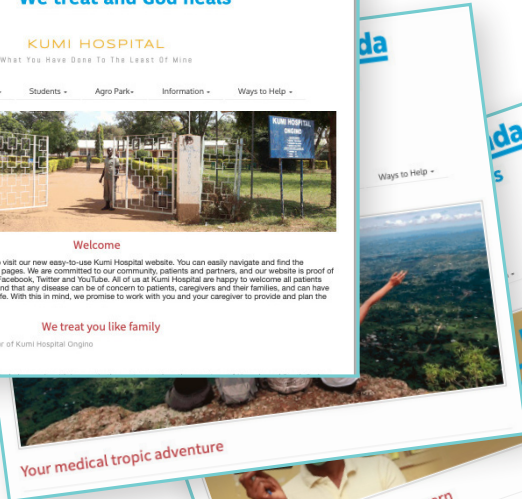 We treat and God heals
KUMI HOSPITAL
What You Have Done To The Least Of Mine
Students
Agro Park
Information
Ways to Help
KUMI HOSPITAL
ONGINO
Welcome
visit our new easy-to-use Kumi Hospital website. You can easily navigate and find the
pages. We are committed to our community, patients and partners, and our website is proof of
Facebook, Twitter and YouTube. All of us at Kumi Hospital are happy to welcome all patients
nd that any disease can be of concern to patients, caregivers and their families, and can have
fe. With this in mind, we promise to work with you and your caregiver to provide and plan the
We treat you like family
r of Kumi Hospital Ongino
da
Ways to Help
Your medical tropic adventure
da
s
rn